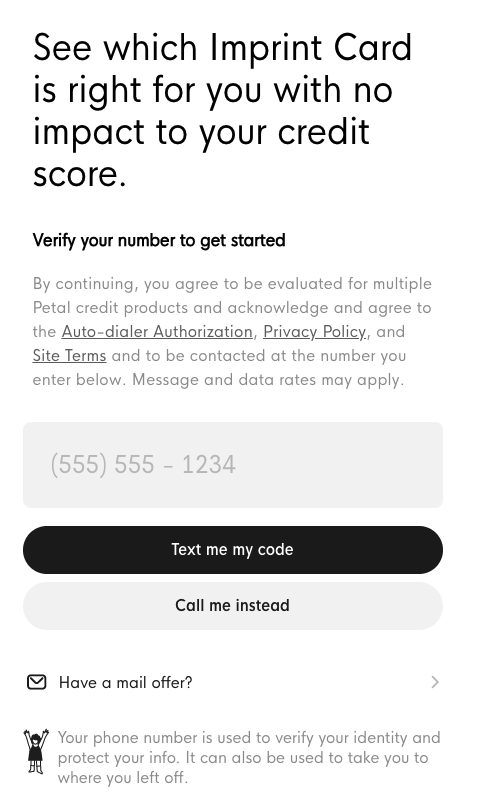 See which Imprint Card
is right for you with no
impact to your credit
score.
Verify your number to get started
By continuing, you agree to be evaluated for multiple
Petal credit products and acknowledge and agree to
the Auto-dialer Authorization, Privacy Policy, and
Site Terms and to be contacted at the number you
enter below. Message and data rates may apply.
(555) 555 - 1234
Text me my code
Call me instead
Have a mail offer?
Your phone number is used to verify your identity and
protect your info. It can also be used to take you to
where you left off.